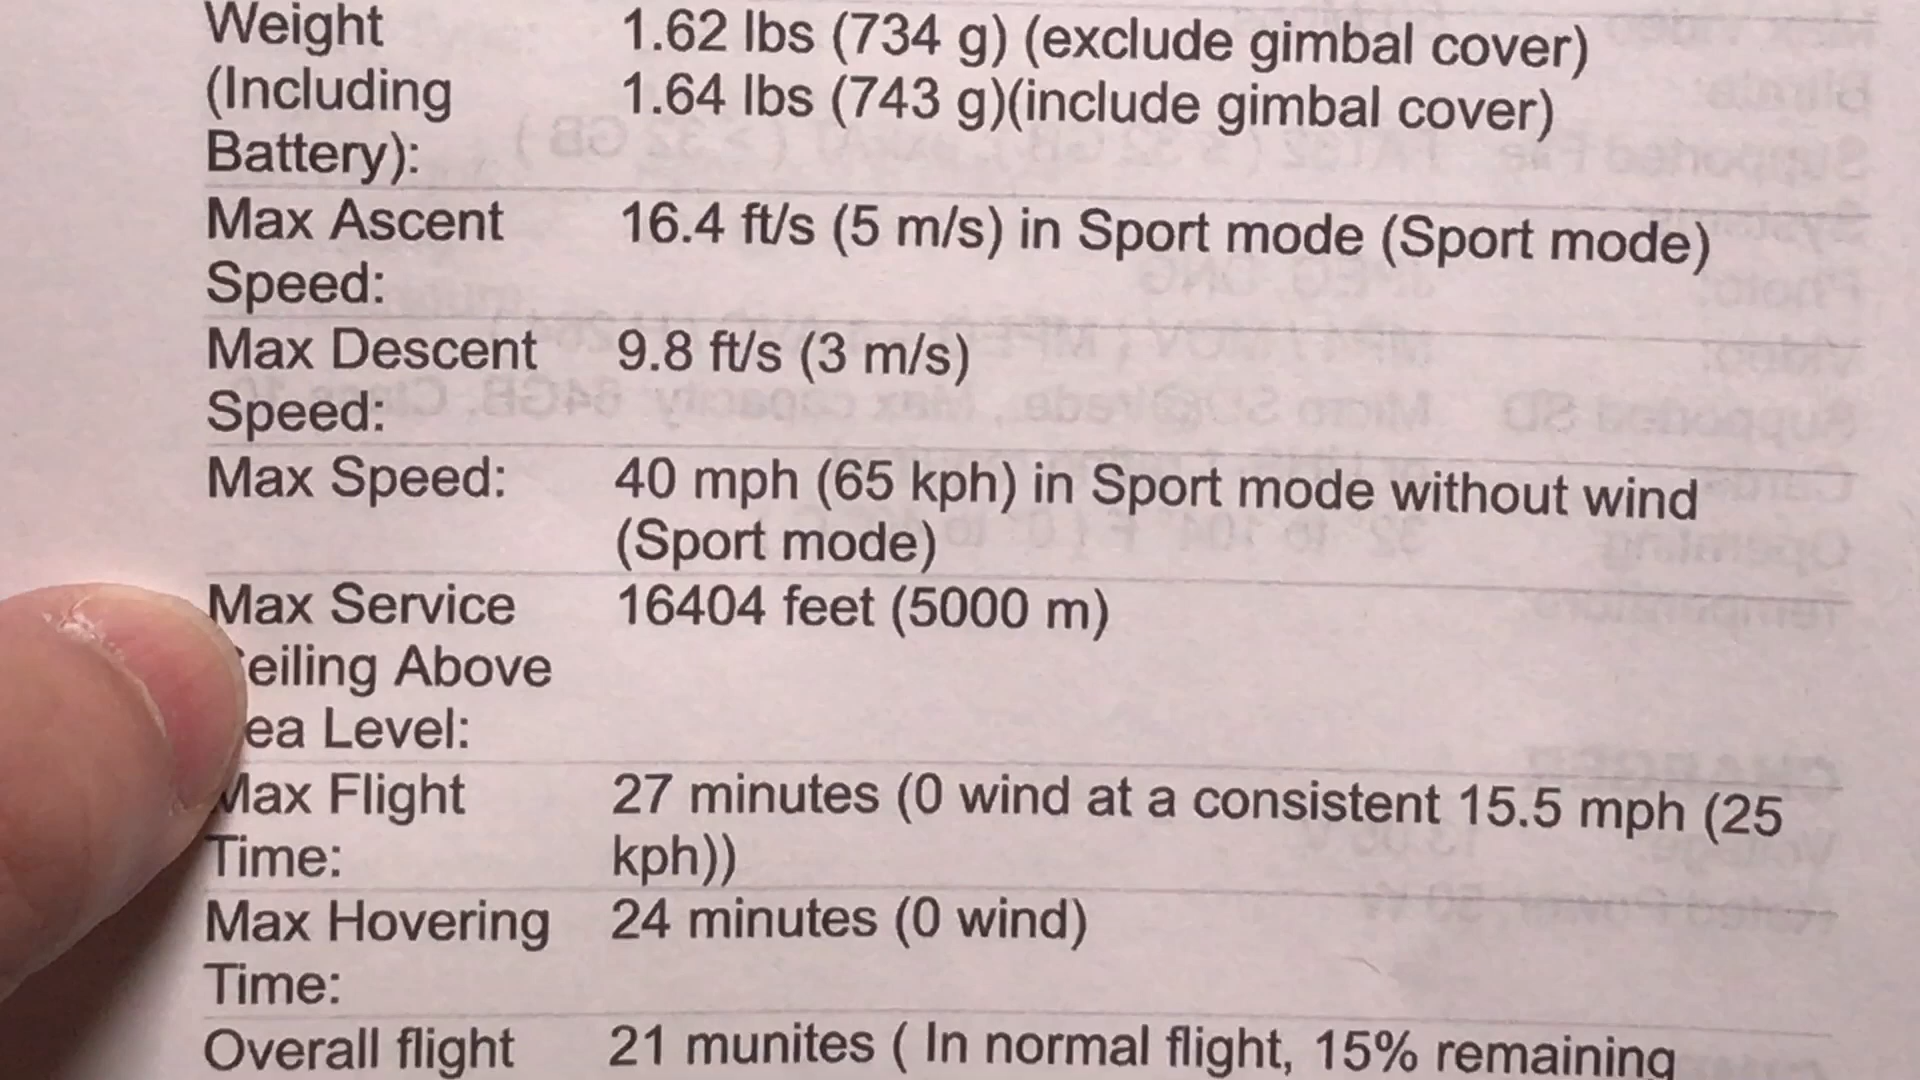 Weight 1.62 lbs (734 g) (exclude gimbal cover)
(Including 1.64 lbs (743 g)(include gimbal cover)
Battery):
Max Ascent 16.4 ft/s (5 m/s) in Sport mode (Sport mode)
Speed:
Max Descent 9.8 ft/s (3 m/s)
Speed:
Max Speed: 40 mph (65 kph) in Sport mode without wind
(Sport mode)
Max Service 16404 feet (5000 m)
eiling Above
ea Level:
Max Flight 27 minutes (0 wind at a consistent 15.5 mph (25
Time: kph))
Max Hovering 24 minutes (0 wind)
Time:
Overall flight 21 munites ( In normal flight, 15% remaining